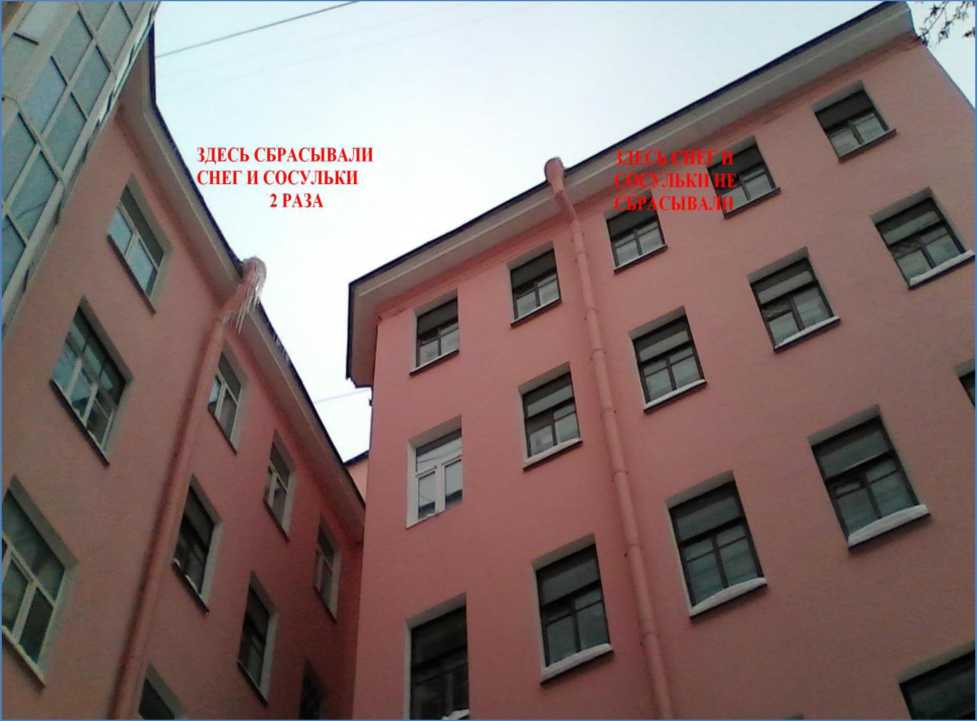 ЗДЕСЬ СБРАСЫВАЛИ
СНЕГ И СОСУЛЬКИ
2 РАЗА
ЗДЕСЬ СНЕГ И
СОСУЛЬКИ НЕ
СБРАСЫВАЛИ